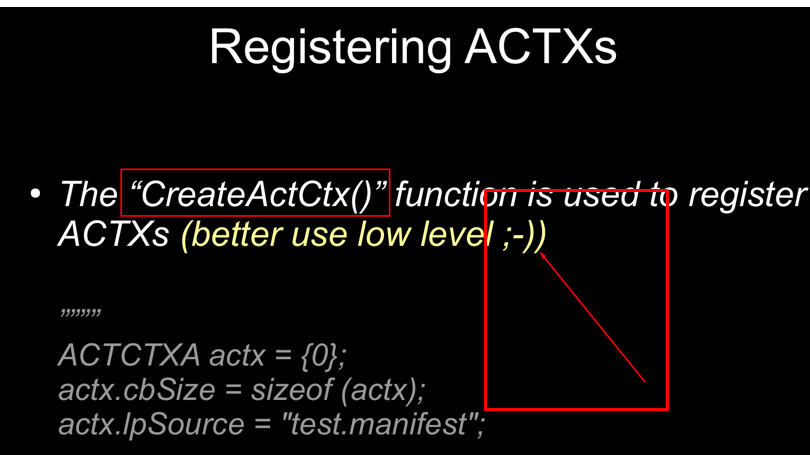 Registering ACTXs
• The “CreateActCtx()” function is used to register
ACTXs (better use low level ;-))
”””””
ACTCTXA actx = {0};
actx.cbSize = sizeof (actx);
actx.lpSource = "test.manifest";